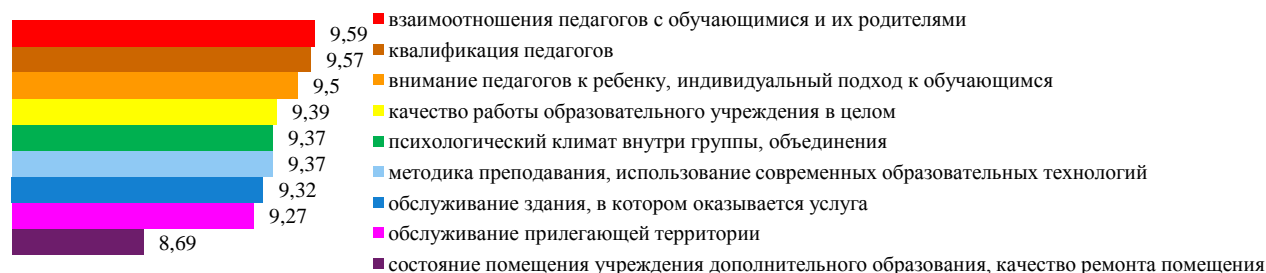 9,59
9,57
9,5
9,39
9,37
9,37
9,32
9,27
8,69
взаимоотношения педагогов с обучающимися и их родителями
квалификация педагогов
внимание педагогов к ребенку, индивидуальный подход к обучающимся
качество работы образовательного учреждения в целом
психологический климат внутри группы, объединения
методика преподавания, использование современных образовательных технологий
обслуживание здания, в котором оказывается услуга
обслуживание прилегающей территории
состояние помещения учреждения дополнительного образования, качество ремонта помещения